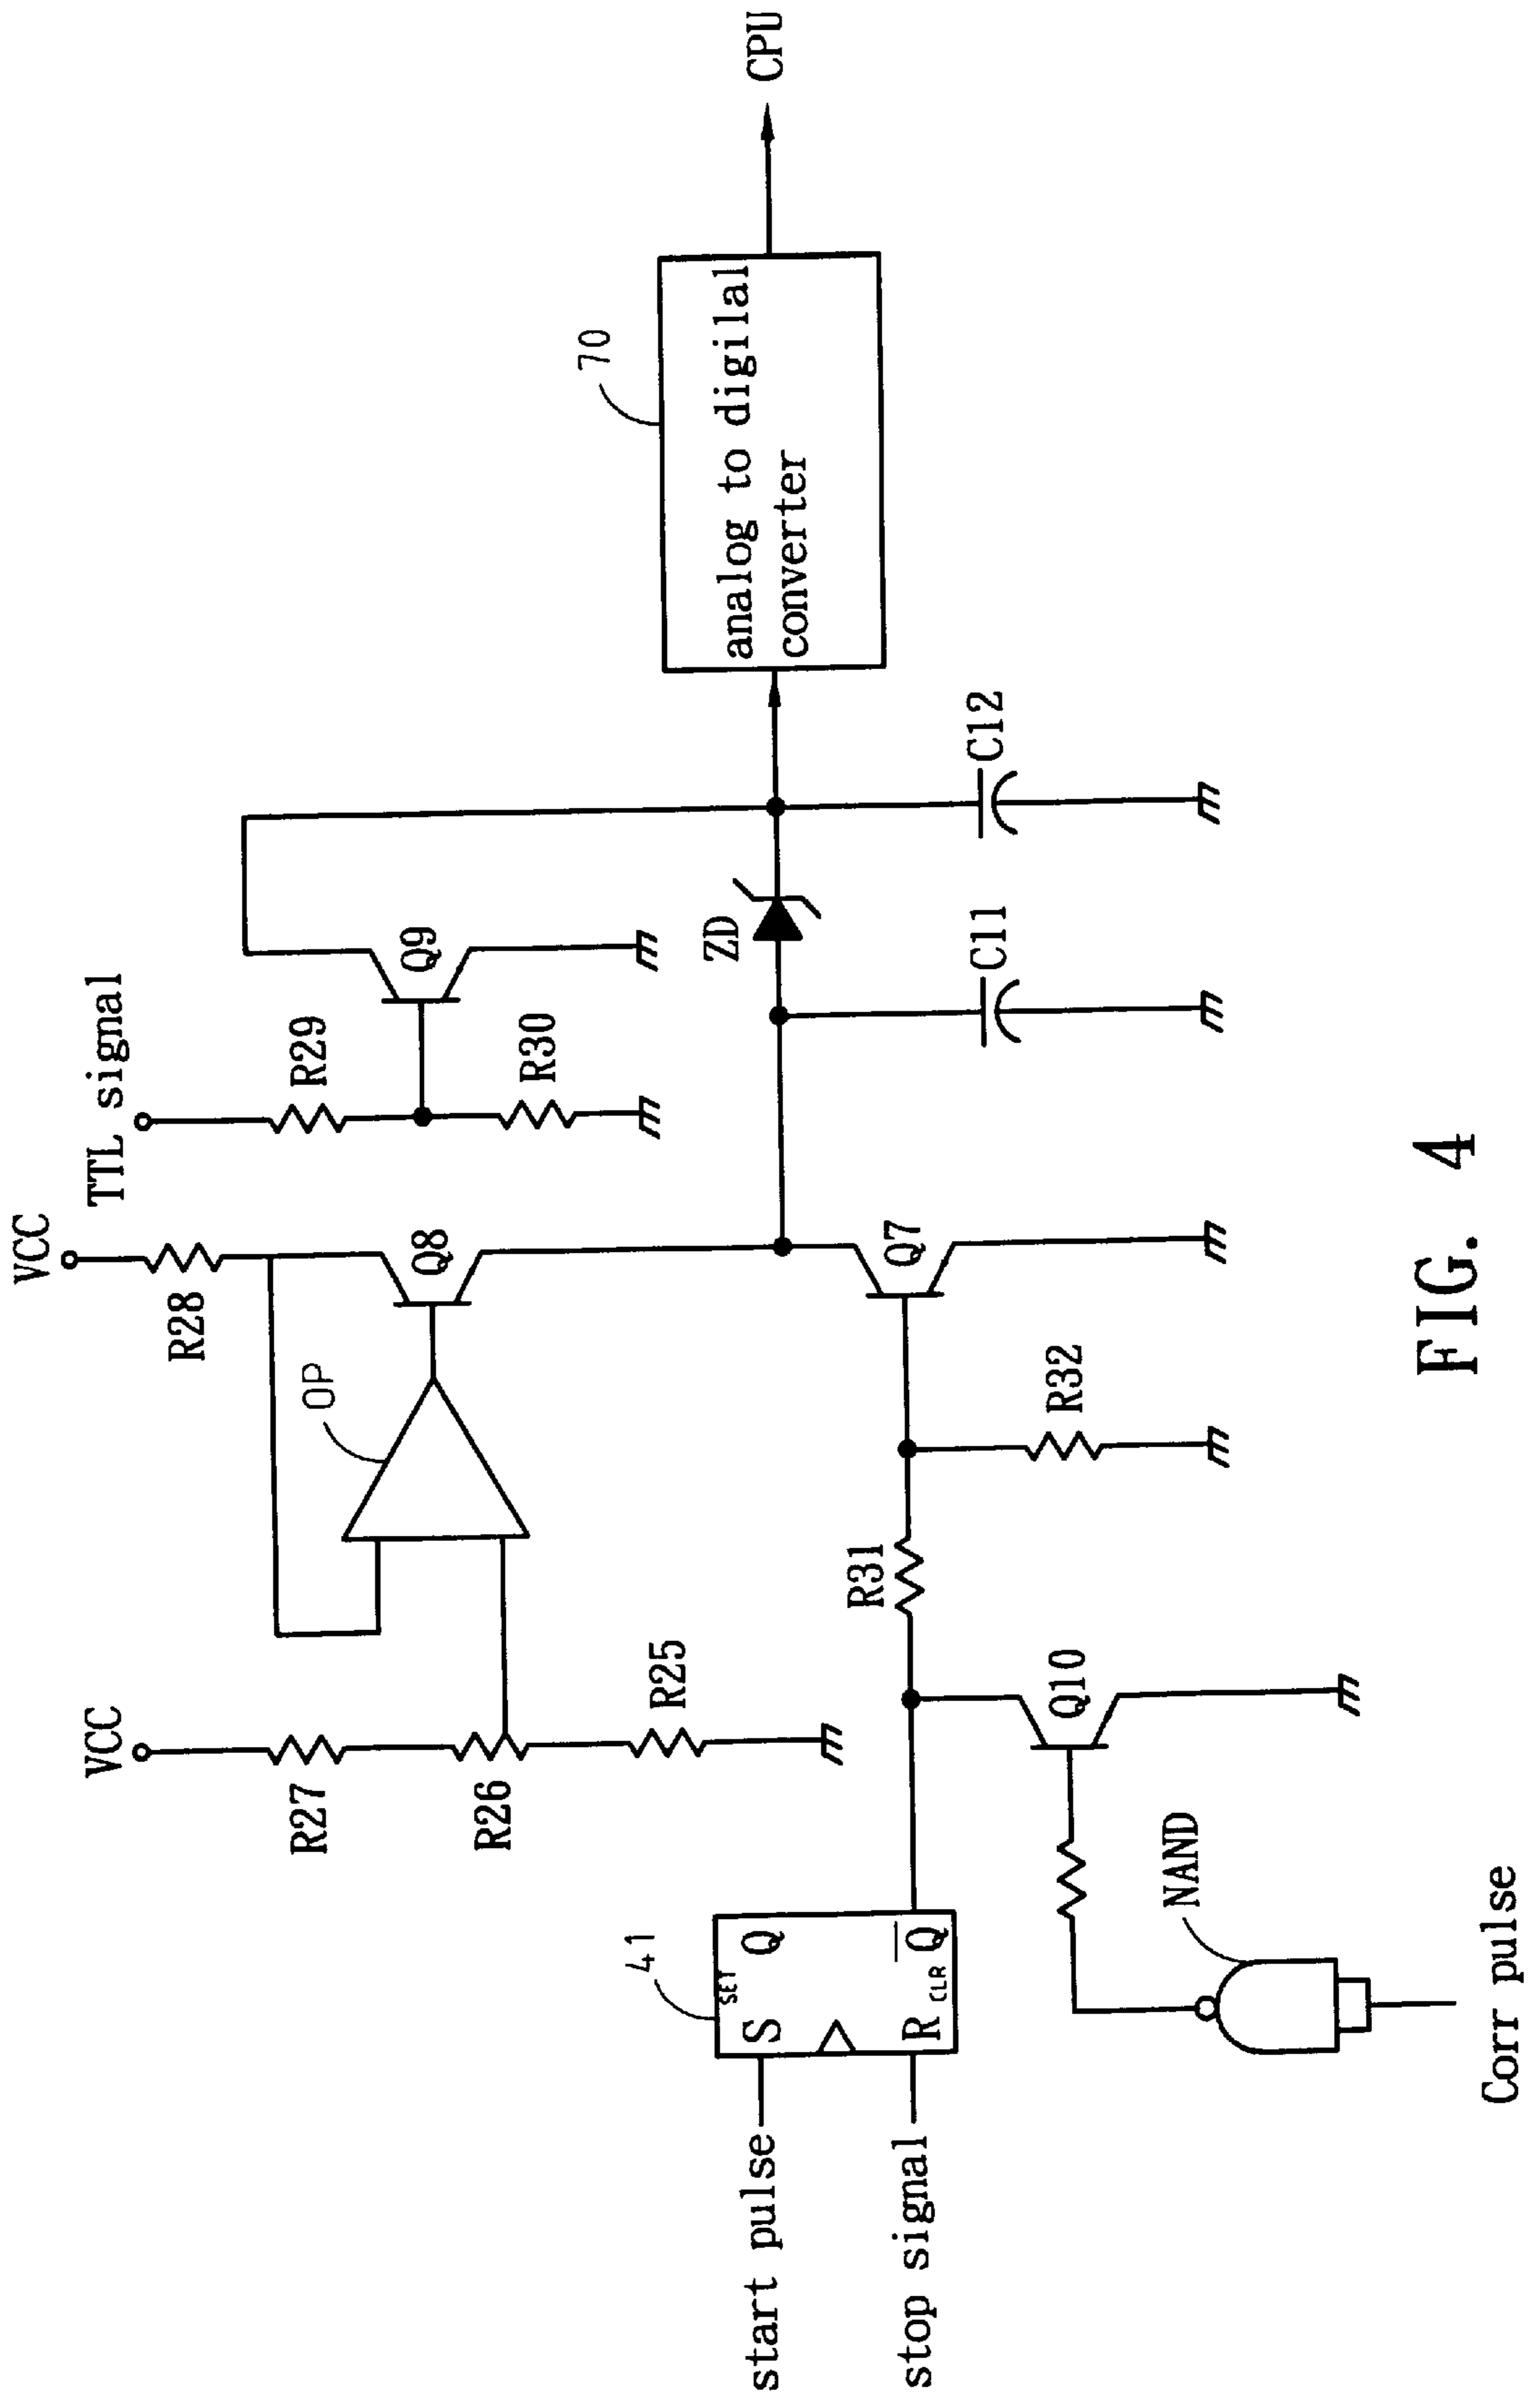 VCC
R28
TTL signal
VCC
R27
OP
Q8
R29
Q9
R30
70
R26
R25
ZD
analog to digilal
converter
CPU
41
start pulse
S
SET
Q
stop signal
R
CLR
Q
R31
Q7
R32
C11
C12
Q10
NAND
Corr pulse
FIG. 4